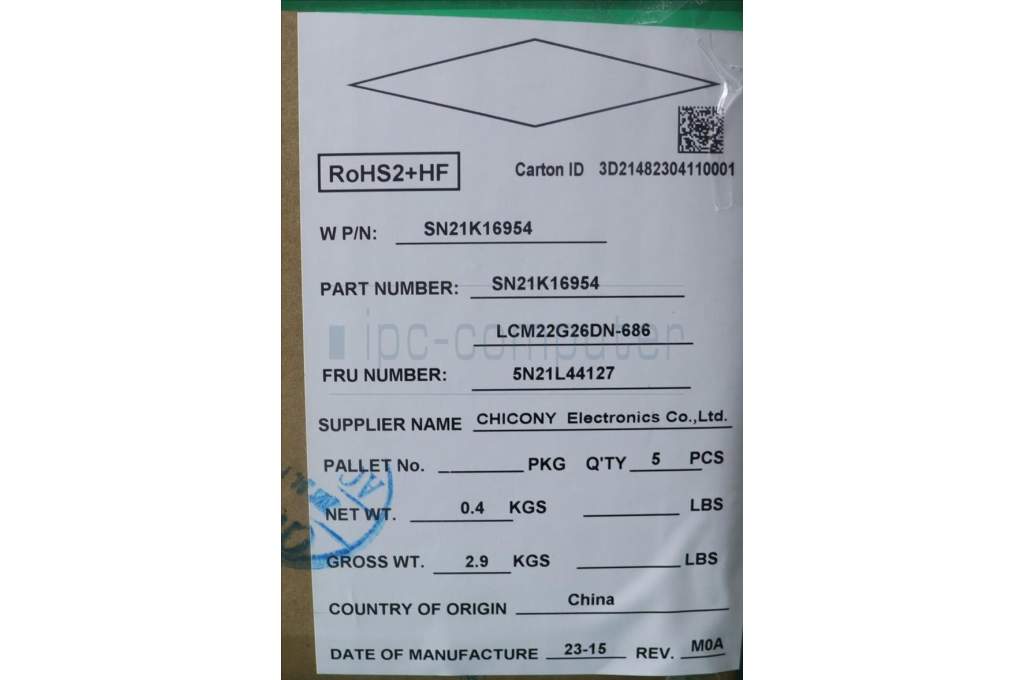 Carton ID 3D21482304110001
RoHS2+HF
W P/N: SN21K16954
PART NUMBER: SN21K16954
LCM22G26DN-686
ipc-computer
FRU NUMBER: 5N21L44127
SUPPLIER NAME CHICONY Electronics Co.,Ltd.
PALLET No. PKG Q'TY 5 PCS
NET WT. 0.4 KGS LBS
GROSS WT. 2.9 KGS LBS
COUNTRY OF ORIGIN China
DATE OF MANUFACTURE 23-15 REV. M0A